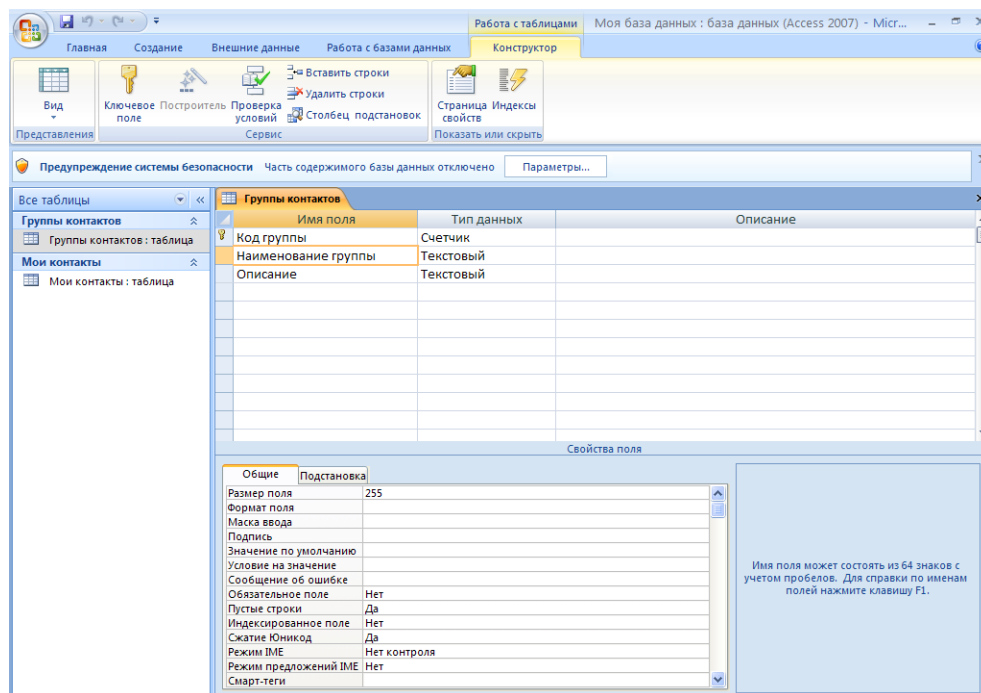 Работа с таблицами Моя база данных : база данных (Access 2007) - Micr...
Главная Создание Внешние данные Работа с базами данных Конструктор
Вид
Ключевое поле
Построитель
Проверка условий
Вставить строки
Удалить строки
Столбец подстановок
Страница свойств
Индексы
Представления Сервис Показать или скрыть
Предупреждение системы безопасности Часть содержимого базы данных отключено Параметры...
Все таблицы
Группы контактов
Группы контактов : таблица
Мои контакты
Мои контакты : таблица
Группы контактов
Имя поля Тип данных Описание
Код группы Счетчик
Наименование группы Текстовый
Описание Текстовый
Свойства поля
Общие Подстановка
Размер поля 255
Формат поля
Маска ввода
Подпись
Значение по умолчанию
Условие на значение
Сообщение об ошибке
Обязательное поле Нет
Пустые строки Да
Индексированное поле Нет
Сжатие Юникод Да
Режим IME Нет контроля
Режим предложений IME Нет
Смарт-теги
Имя поля может состоять из 64 знаков с
учетом пробелов. Для справки по именам
полей нажмите клавишу F1.